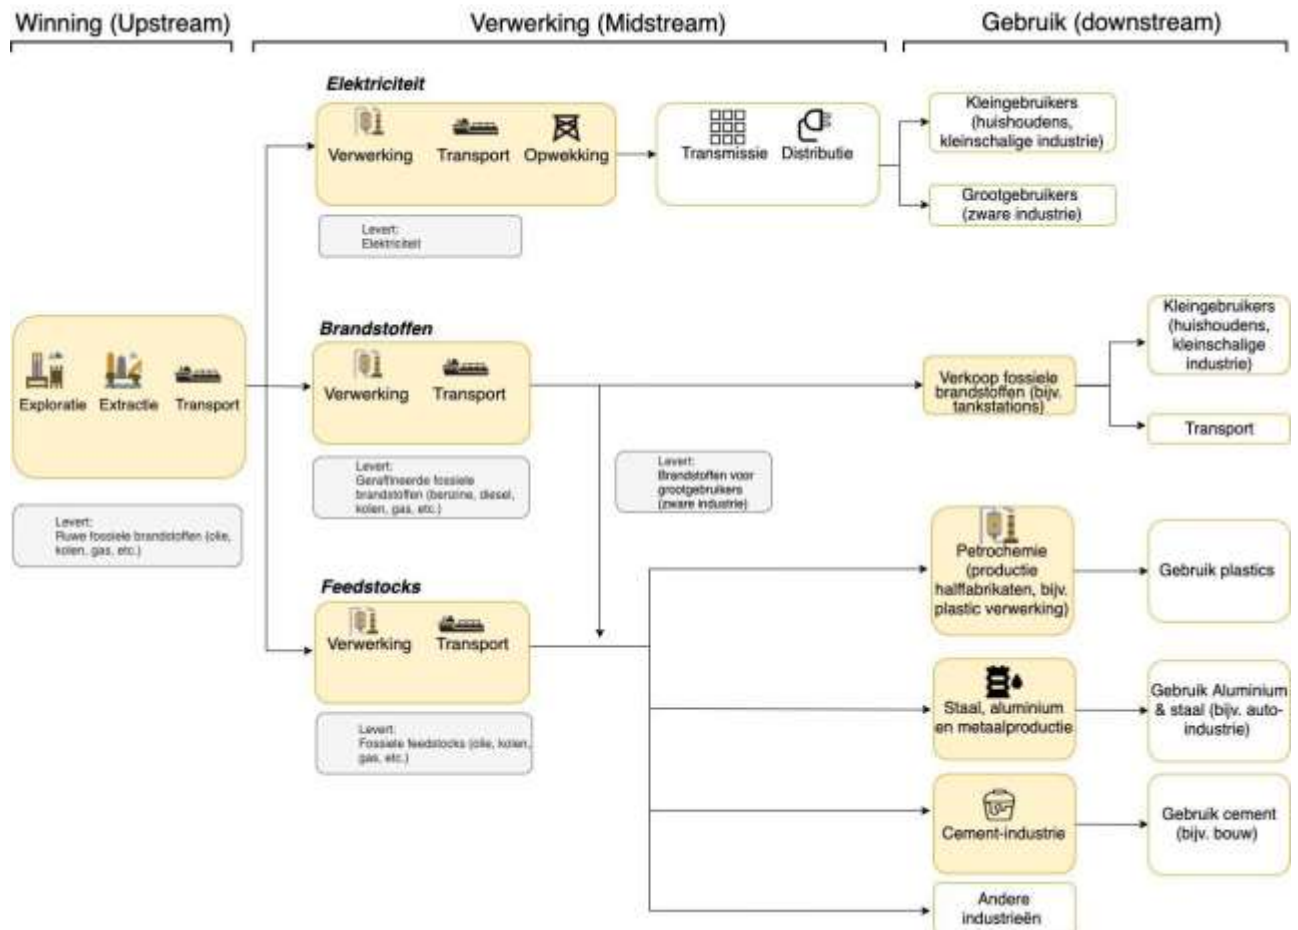 Winning (Upstream)
Verwerking (Midstream)
Gebruik (downstream)
Elektriciteit
Verwerking
Transport
Opwekking
Transmissie
Distributie
Kleingebruikers
(huishoudens,
kleinschalige industrie)
Grootgebruikers
(zware industrie)
Levert:
Elektriciteit
Exploratie
Extractie
Transport
Levert:
Ruwe fossiele brandstoffen (olie,
kolen, gas, etc.)
Brandstoffen
Verwerking
Transport
Levert:
Geraffineerde fossiele
brandstoffen (benzine, diesel,
kolen, gas, etc.)
Levert:
Brandstoffen voor
grootgebruikers
(zware industrie)
Verkoop fossiele
brandstoffen (bijv.
tankstations)
Kleingebruikers
(huishoudens,
kleinschalige
industrie)
Transport
Feedstocks
Verwerking
Transport
Levert:
Fossiele feedstocks (olie, kolen,
gas, etc.)
Petrochemie
(productie
halffabrikaten, bijv.
plastic verwerking)
Gebruik plastics
Staal, aluminium
en metaalproductie
Gebruik Aluminium
& staal (bijv. auto-
industrie)
Cement-industrie
Gebruik cement
(bijv. bouw)
Andere
industrieën